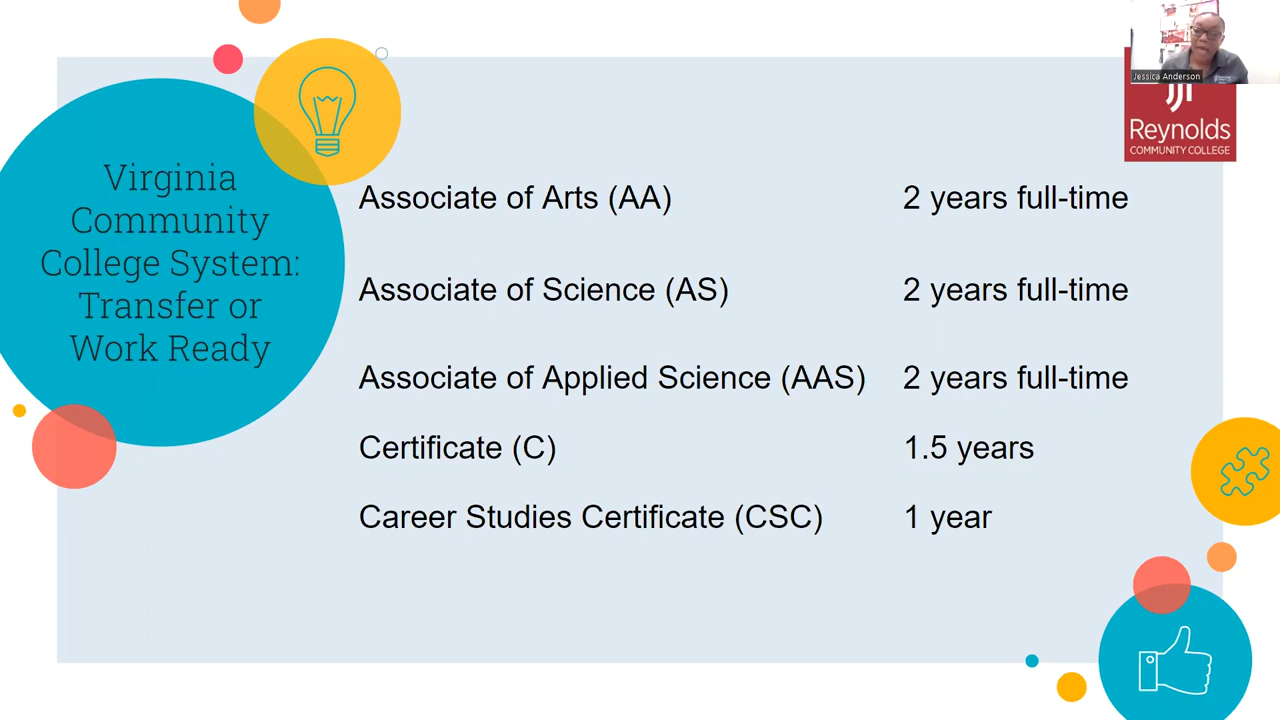 Jessica Anderson
Reynolds
COMMUNITY COLLEGE
Virginia
Community
College System:
Transfer or
Work Ready
Associate of Arts (AA) 2 years full-time
Associate of Science (AS) 2 years full-time
Associate of Applied Science (AAS) 2 years full-time
Certificate (C) 1.5 years
Career Studies Certificate (CSC) 1 year